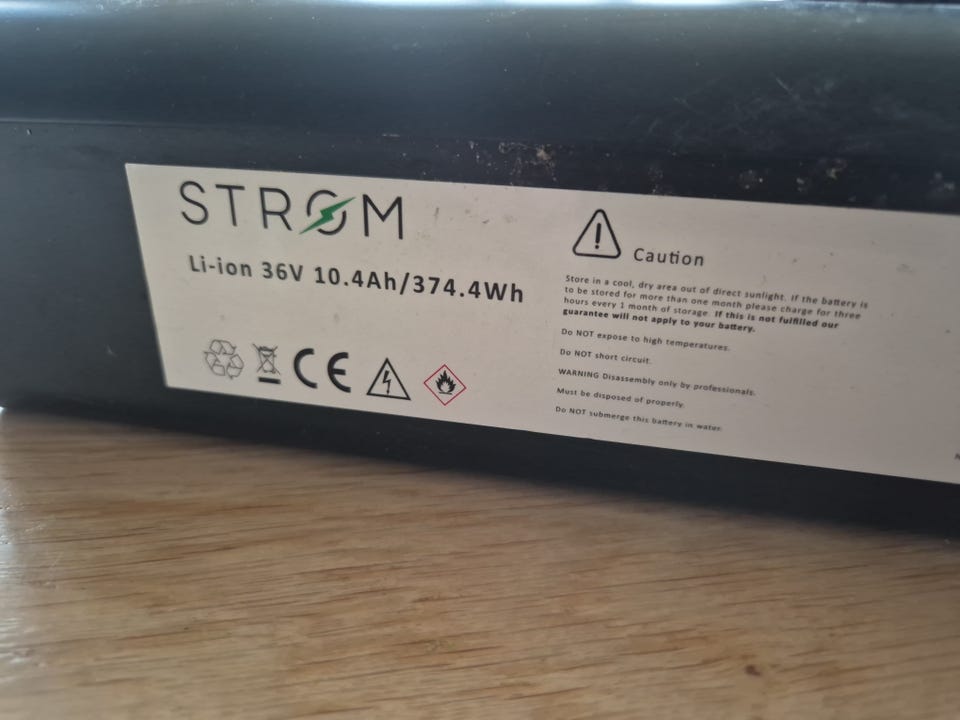 STROM
Li-ion 36V 10.4Ah/374.4Wh
CE
Caution
Store in a cool, dry area out of direct sunlight. If the battery is
to be stored for more than one month please charge for three
hours every 1 month of storage. If this is not fulfilled our
guarantee will not apply to your battery.
Do NOT expose to high temperatures.
Do NOT short circuit.
WARNING Disassembly only by professionals.
Must be disposed of properly.
Do NOT submerge this battery in water.